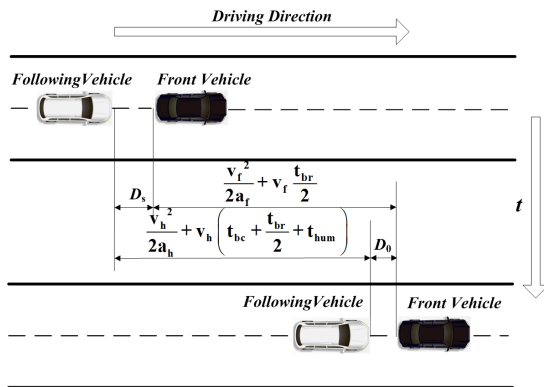 Driving Direction
FollowingVehicle Front Vehicle
v_f^2/2a_f + v_f t_br/2
D_s
v_h^2/2a_h + v_h (t_bc + t_br/2 + t_hum)
D_0
t
FollowingVehicle Front Vehicle